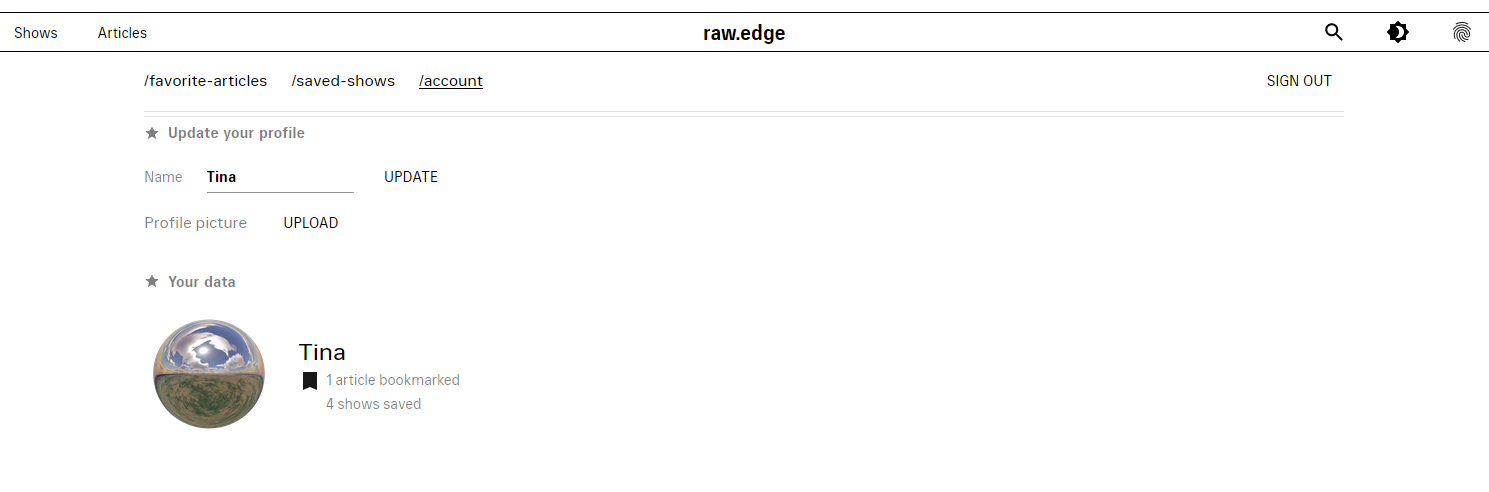 Shows Articles raw.edge
/favorite-articles /saved-shows /account SIGN OUT
Update your profile
Name Tina UPDATE
Profile picture UPLOAD
Your data
Tina
1 article bookmarked
4 shows saved